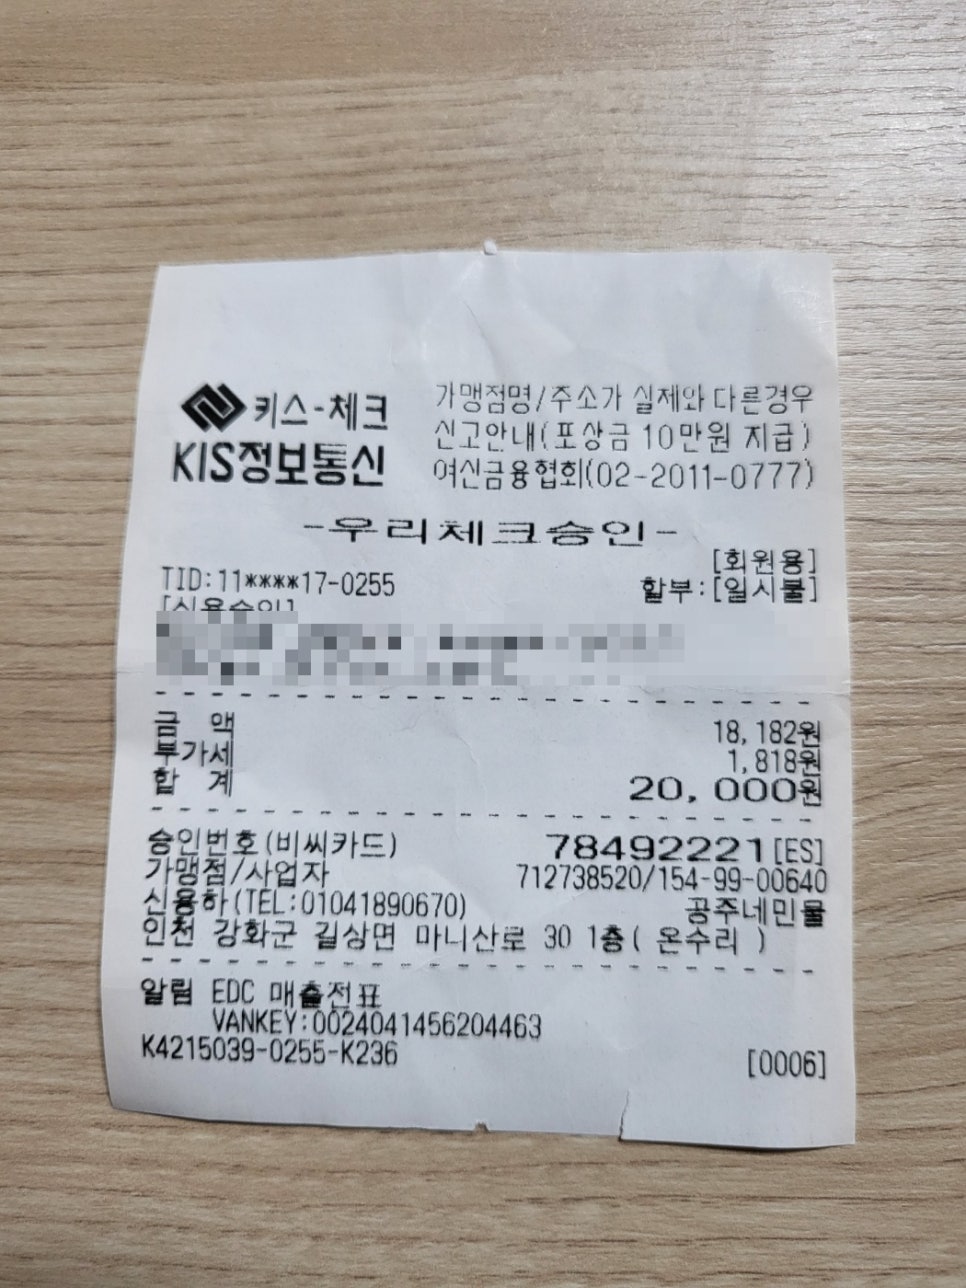 키스-체크
KIS정보통신
가맹점명/주소가 실제와 다른경우
신고안내(포상금 10만원 지급)
여신금융협회(02-2011-0777)
-우리체크승인-
[회원용]
TID:11****17-0255 할부:[일시불]
[신용승인]
금 액 18,182원
부가세 1,818원
합 계 20,000원
승인번호(비씨카드) 78492221[ES]
가맹점/사업자 712738520/154-99-00640
신용하(TEL:01041890670) 공주네민물
인천 강화군 길상면 마니산로 30 1층( 온수리 )
알림 EDC 매출전표
VANKEY:0024041456204463
K4215039-0255-K236 [0006]